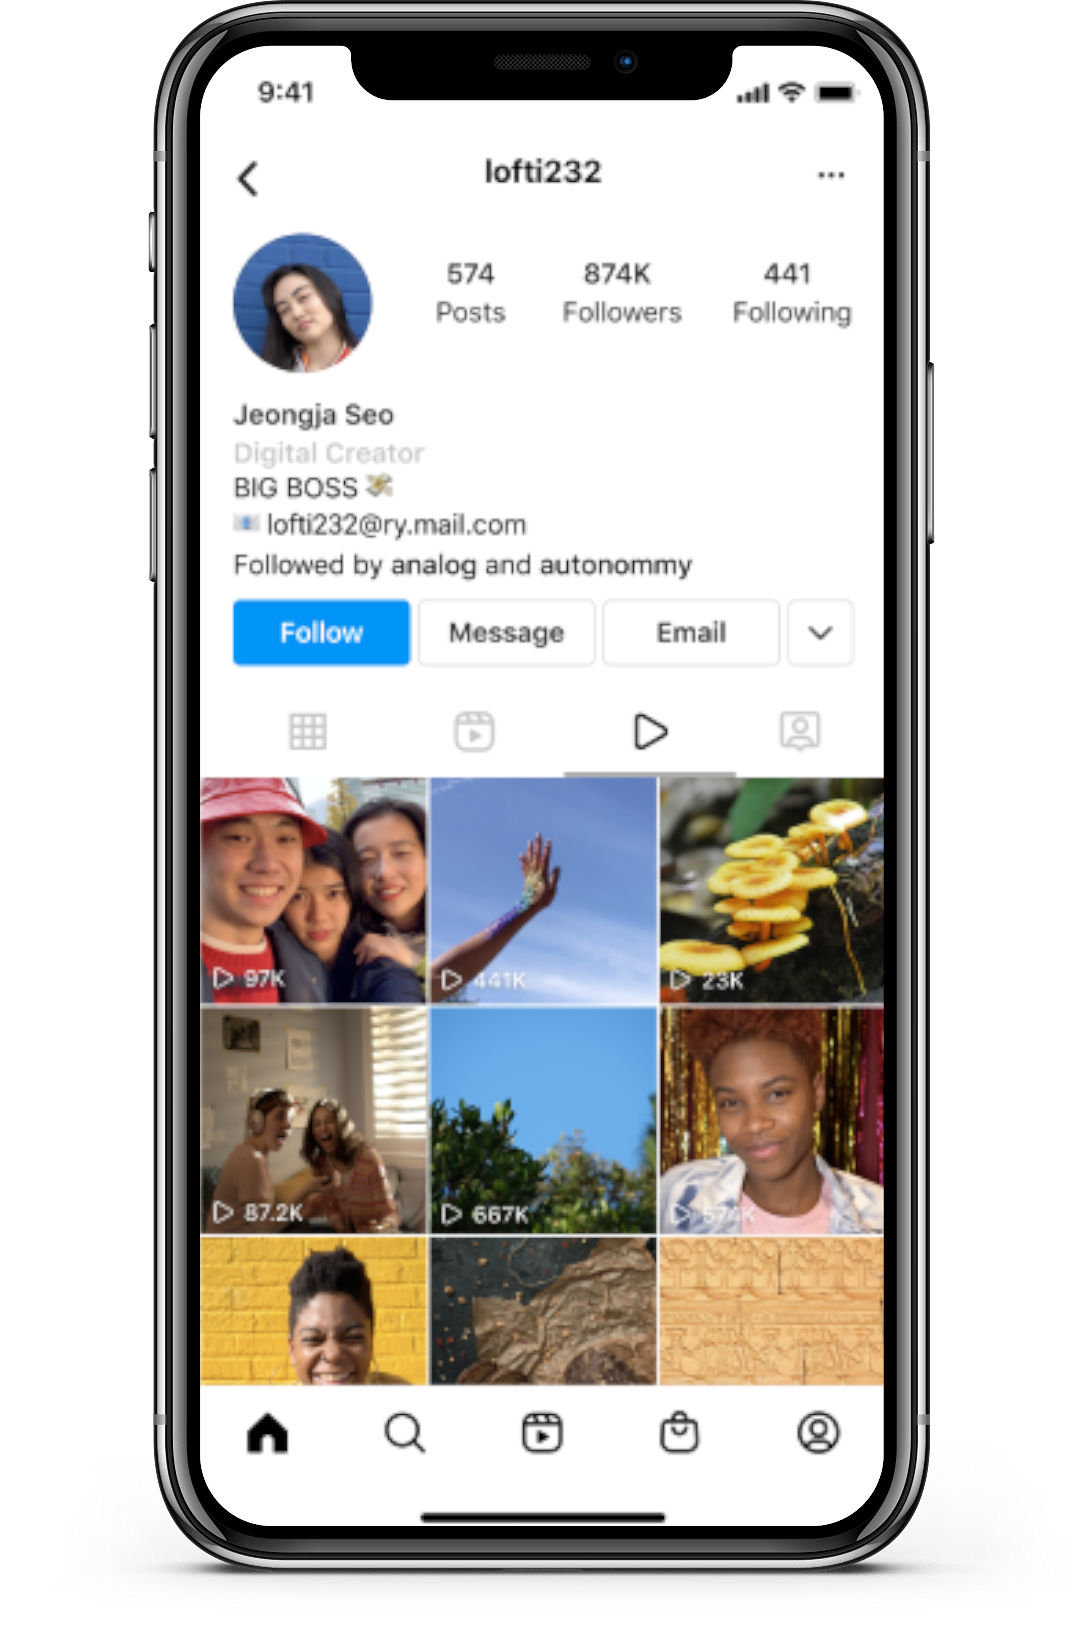 9:41
lofti232
574 874K 441
Posts Followers Following
Jeongja Seo
Digital Creator
BIG BOSS 💸
📧 lofti232@ry.mail.com
Followed by analog and autonommy
Follow Message Email
97K 441K 23K
87.2K 667K 574K